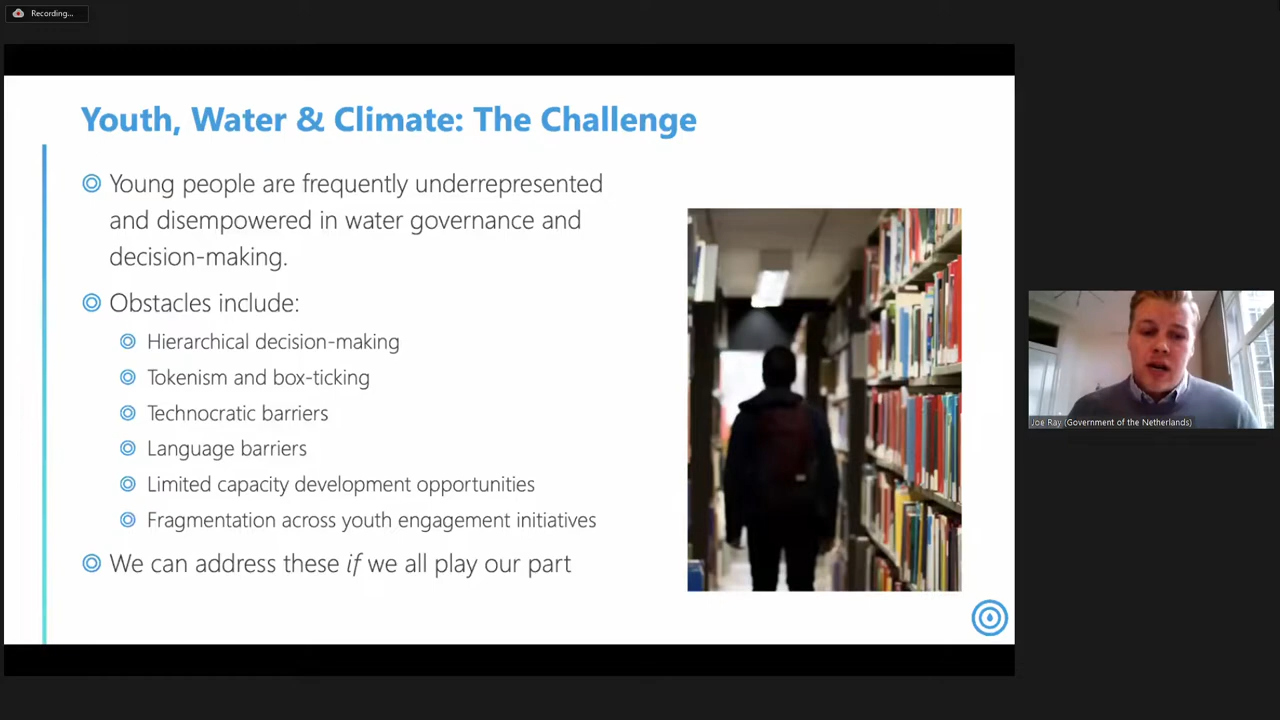 Recording...
Youth, Water & Climate: The Challenge
Young people are frequently underrepresented
and disempowered in water governance and
decision-making.
Obstacles include:
Hierarchical decision-making
Tokenism and box-ticking
Technocratic barriers
Language barriers
Limited capacity development opportunities
Fragmentation across youth engagement initiatives
We can address these if we all play our part
Joe Ray (Government of the Netherlands)